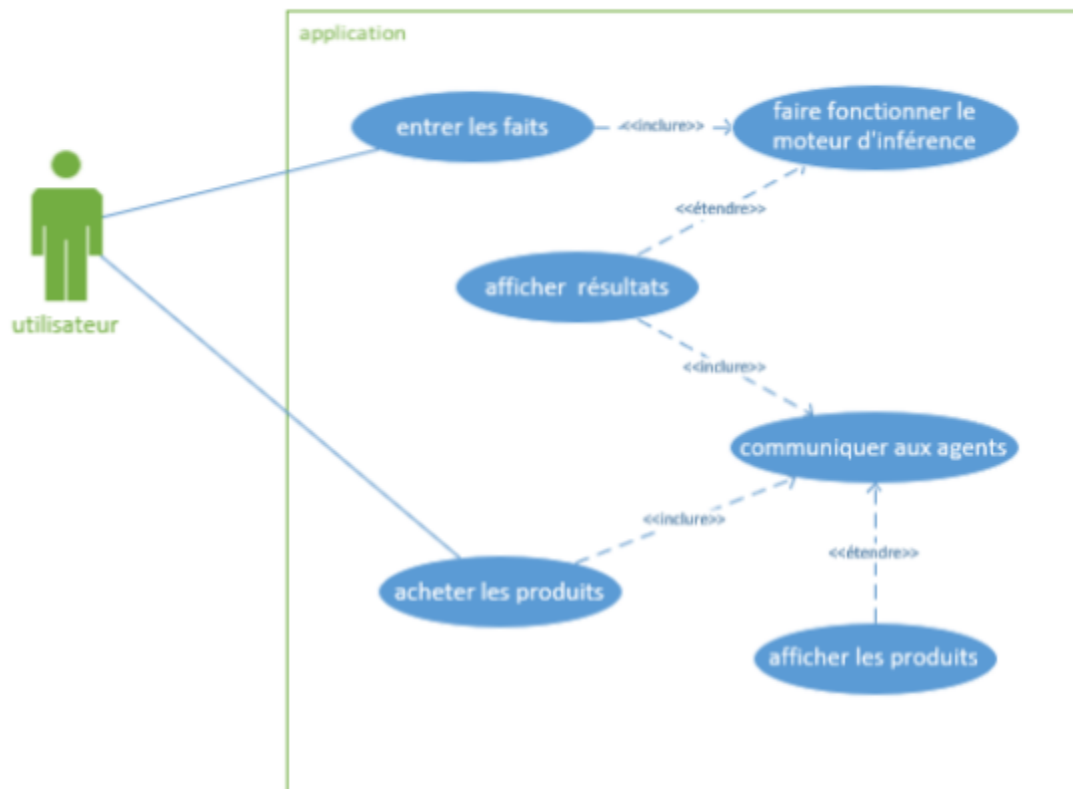 application
entrer les faits
<<inclure>>
faire fonctionner le
moteur d'inférence
<<étendre>>
afficher résultats
utilisateur
<<inclure>>
communiquer aux agents
<<inclure>>
<<étendre>>
acheter les produits
afficher les produits